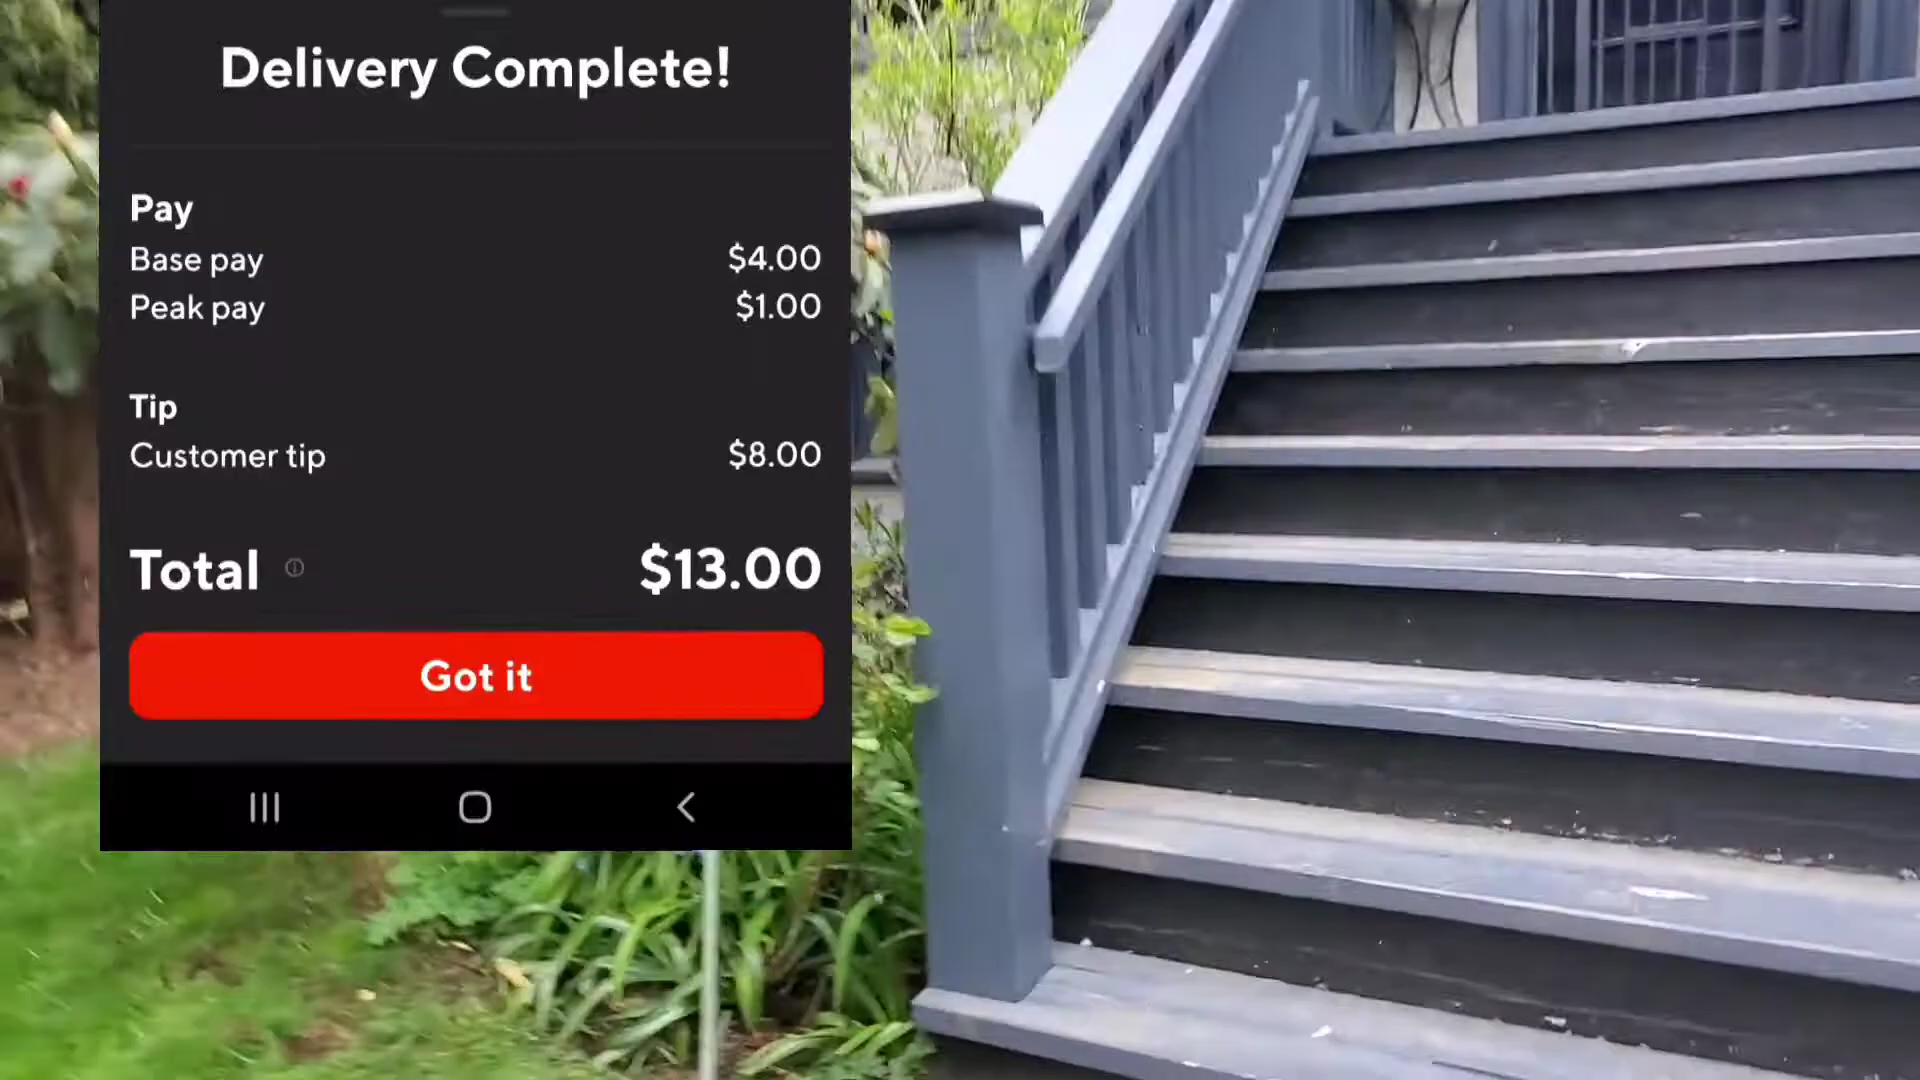 Delivery Complete!
Pay
Base pay $4.00
Peak pay $1.00
Tip
Customer tip $8.00
Total $13.00
Got it